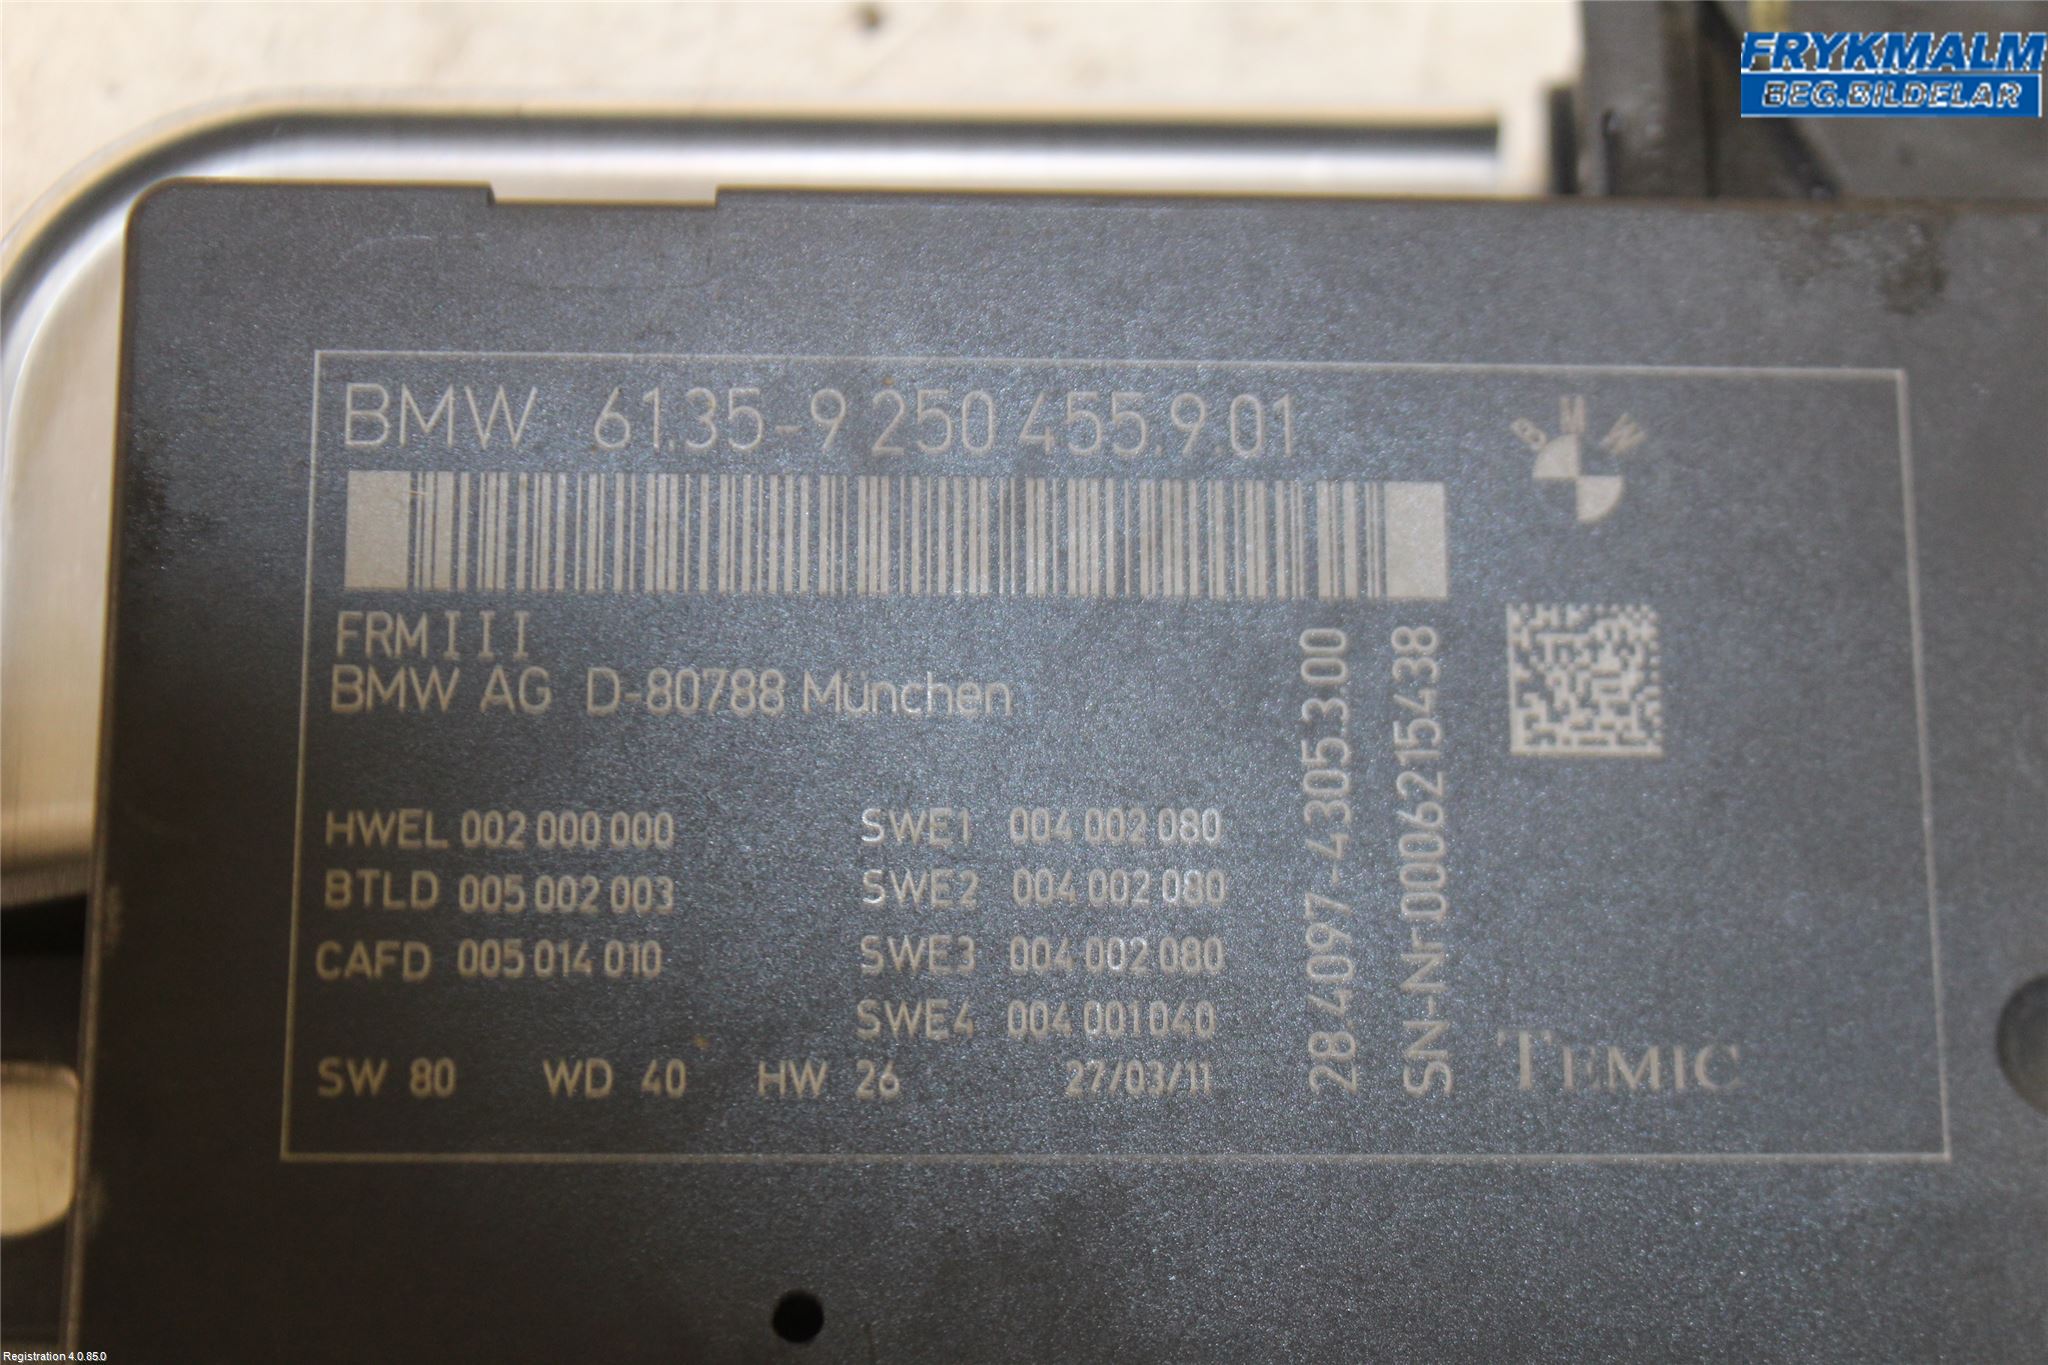 FRYKMALM
BEG.BILDELAR
BMW 61.35-9 250 455.9.01
BMW
FRM III
BMW AG D-80788 München
HWEL 002 000 000
SWE1 004 002 080
BTLD 005 002 003
SWE2 004 002 080
CAFD 005 014 010
SWE3 004 002 080
SWE4 004 001 040
SW 80 WD 40 HW 26 27/03/11
28.4097-4305.3.00
SN-Nr 0006215438
TEMIC
Registration 4.0.85.0